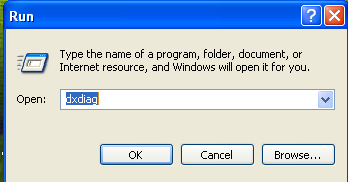 Run
Type the name of a program, folder, document, or
Internet resource, and Windows will open it for you.
Open: dxdiag
OK Cancel Browse...